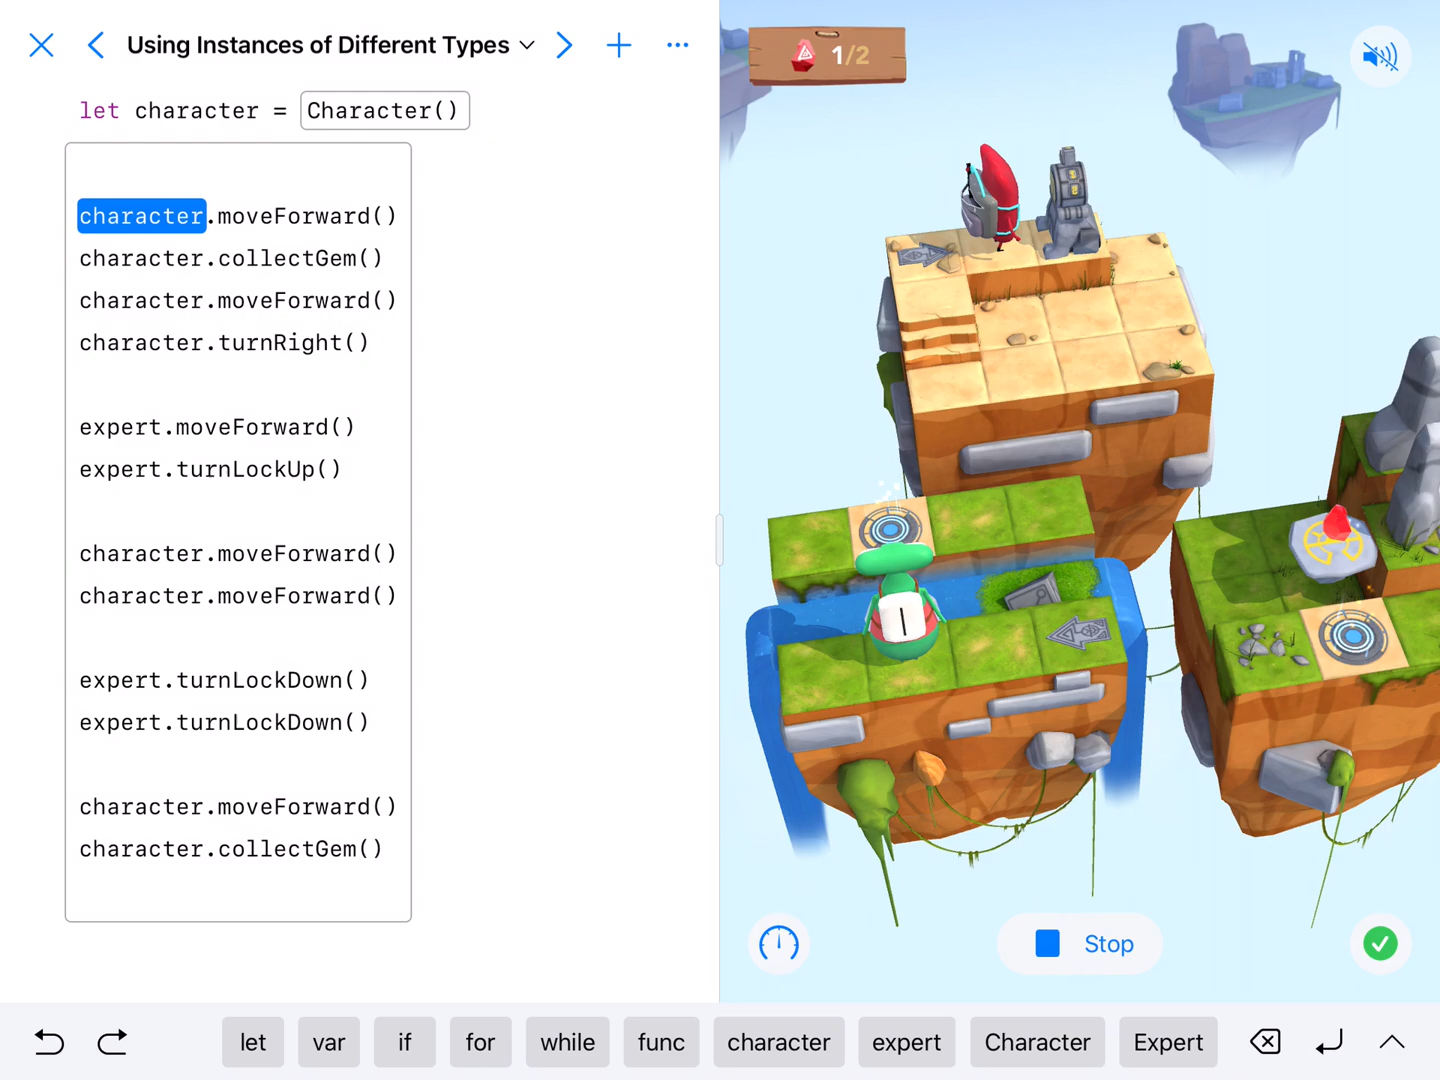 Using Instances of Different Types
let character = Character()
character.moveForward()
character.collectGem()
character.moveForward()
character.turnRight()
expert.moveForward()
expert.turnLockUp()
character.moveForward()
character.moveForward()
expert.turnLockDown()
expert.turnLockDown()
character.moveForward()
character.collectGem()
1/2
Stop
let var if for while func character expert Character Expert